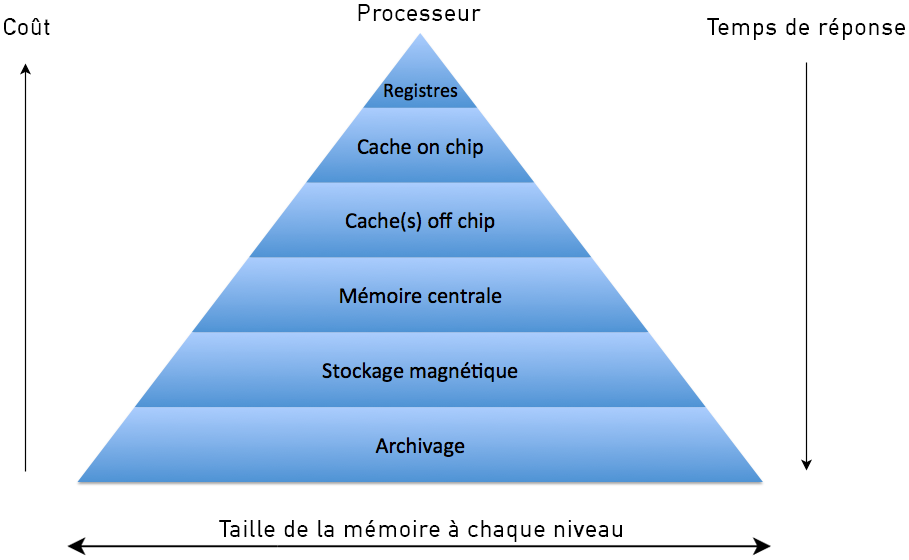 Processeur
Coût
Temps de réponse
Registres
Cache on chip
Cache(s) off chip
Mémoire centrale
Stockage magnétique
Archivage
Taille de la mémoire à chaque niveau